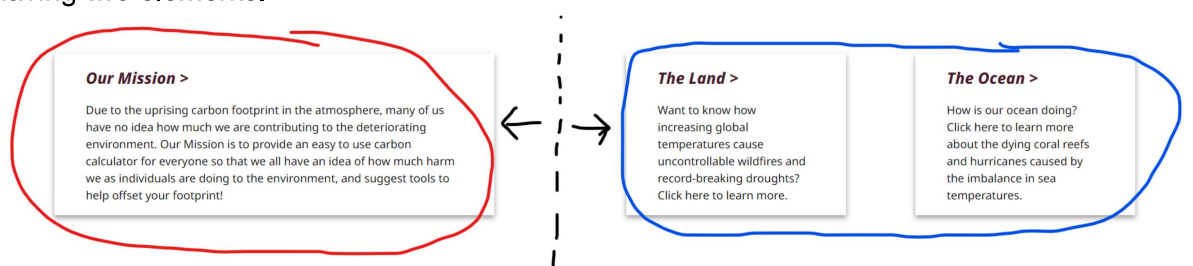 having two elements.
Our Mission >
Due to the uprising carbon footprint in the atmosphere, many of us
have no idea how much we are contributing to the deteriorating
environment. Our Mission is to provide an easy to use carbon
calculator for everyone so that we all have an idea of how much harm
we as individuals are doing to the environment, and suggest tools to
help offset your footprint!
The Land >
Want to know how
increasing global
temperatures cause
uncontrollable wildfires and
record-breaking droughts?
Click here to learn more.
The Ocean >
How is our ocean doing?
Click here to learn more
about the dying coral reefs
and hurricanes caused by
the imbalance in sea
temperatures.